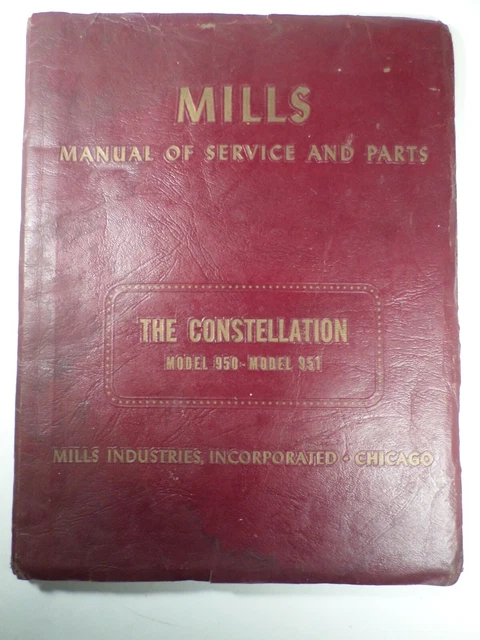 MILLS
MANUAL OF SERVICE AND PARTS
THE CONSTELLATION
MODEL 950-MODEL 951
MILLS INDUSTRIES, INCORPORATED • CHICAGO